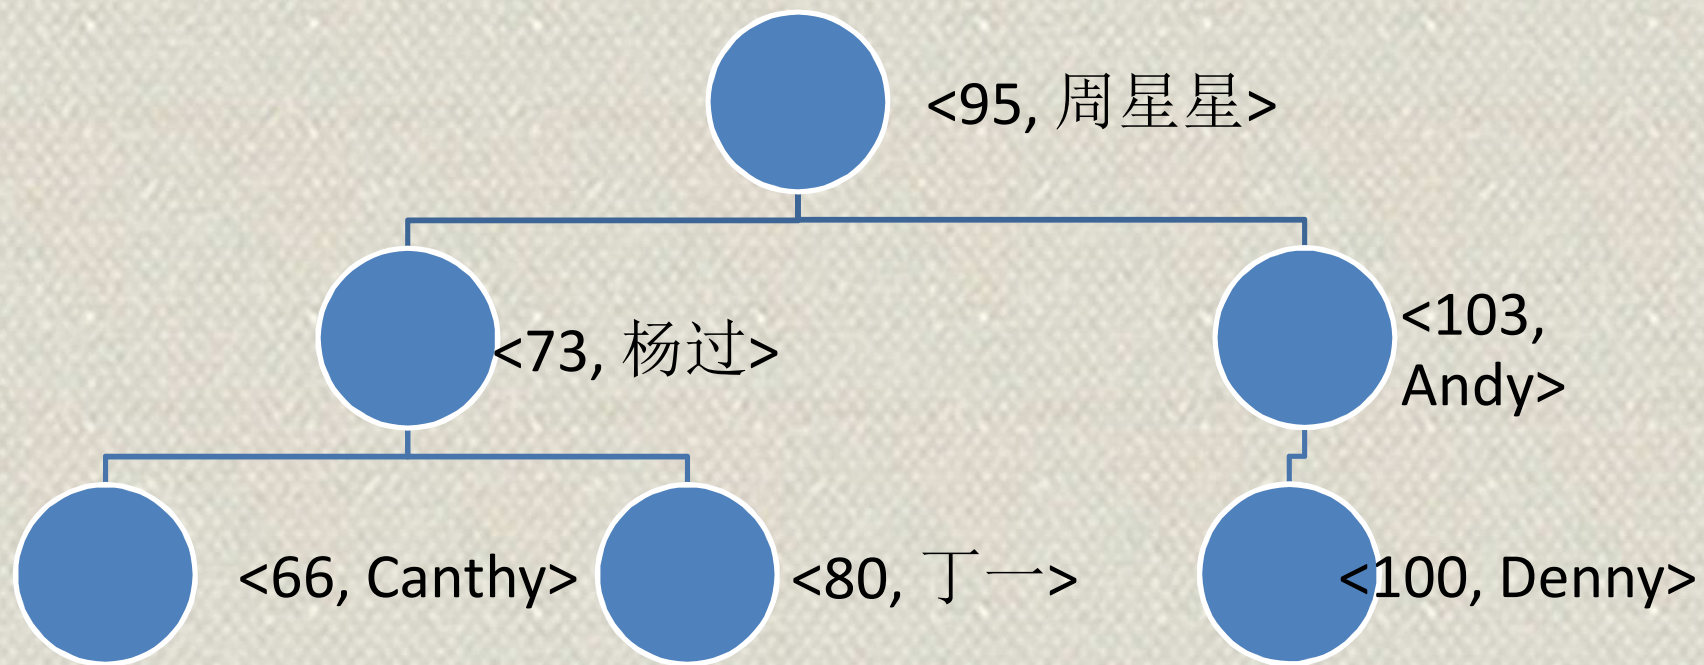 <95, 周星星>
<73, 杨过>
<103,
Andy>
<66, Canthy>
<80, 丁一>
<100, Denny>